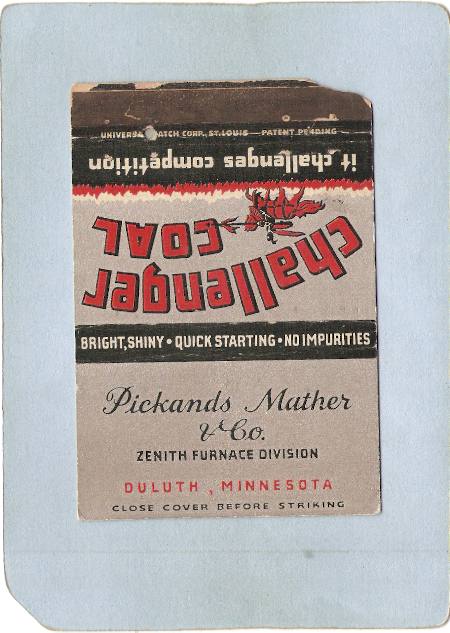 UNIVERSAL MATCH CORP., ST. LOUIS — PATENT PENDING
it challenges competition
challenger
COAL
BRIGHT, SHINY • QUICK STARTING • NO IMPURITIES
Pickands Mather
& Co.
ZENITH FURNACE DIVISION
DULUTH, MINNESOTA
CLOSE COVER BEFORE STRIKING